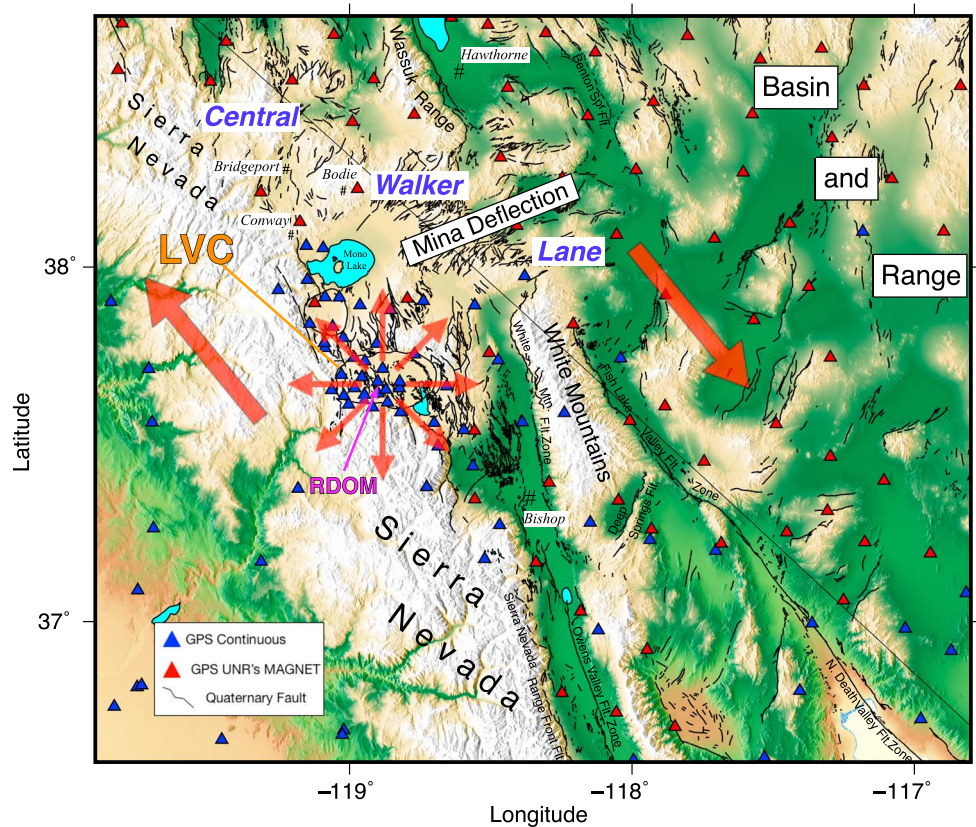 Hawthorne
#
Wassuk Range
Benton Spr Flt.
Basin
Sierra Nevada
Central
Bridgeport #
Bodie
#
Walker
and
Conway
#
Mina Deflection
LVC
Lane
Mono
Lake
Range
38°
White Mtn. Flt Zone
White Mountains
Fish Lake Valley Flt. Zone
Latitude
RDOM
#
Bishop
Deep Springs Flt.
Sierra Nevada
37°
GPS Continuous
GPS UNR's MAGNET
Quaternary Fault
Sierra Nevada Range Front Flt
Owens Valley Flt Zone
N. Death Valley Flt Zone
−119°
−118°
−117°
Longitude